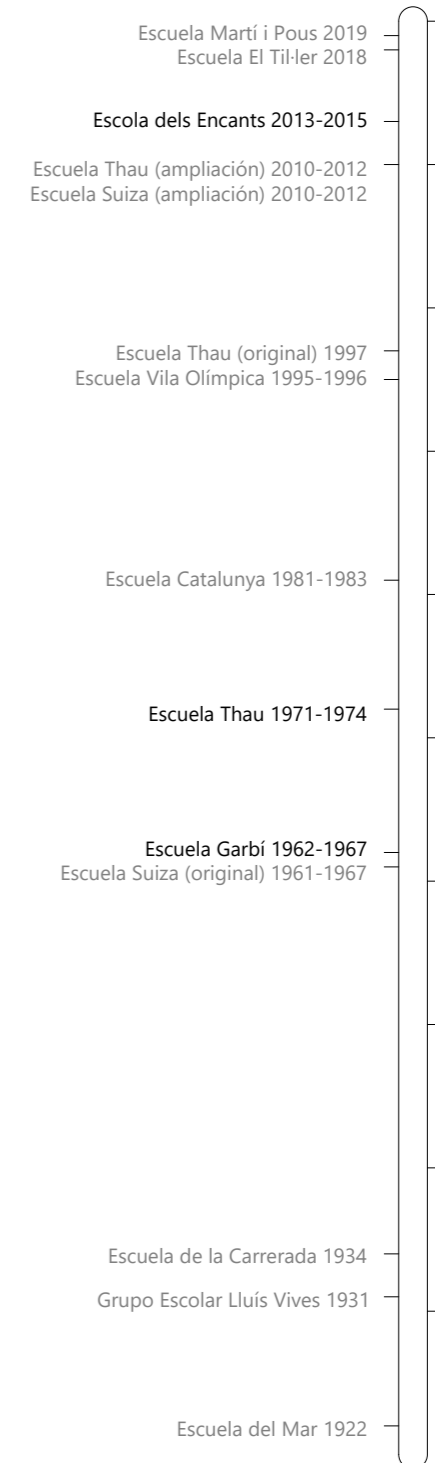 Escuela Martí i Pous 2019
Escuela El Til·ler 2018
Escola dels Encants 2013-2015
Escuela Thau (ampliación) 2010-2012
Escuela Suiza (ampliación) 2010-2012
Escuela Thau (original) 1997
Escuela Vila Olímpica 1995-1996
Escuela Catalunya 1981-1983
Escuela Thau 1971-1974
Escuela Garbí 1962-1967
Escuela Suiza (original) 1961-1967
Escuela de la Carrerada 1934
Grupo Escolar Lluís Vives 1931
Escuela del Mar 1922